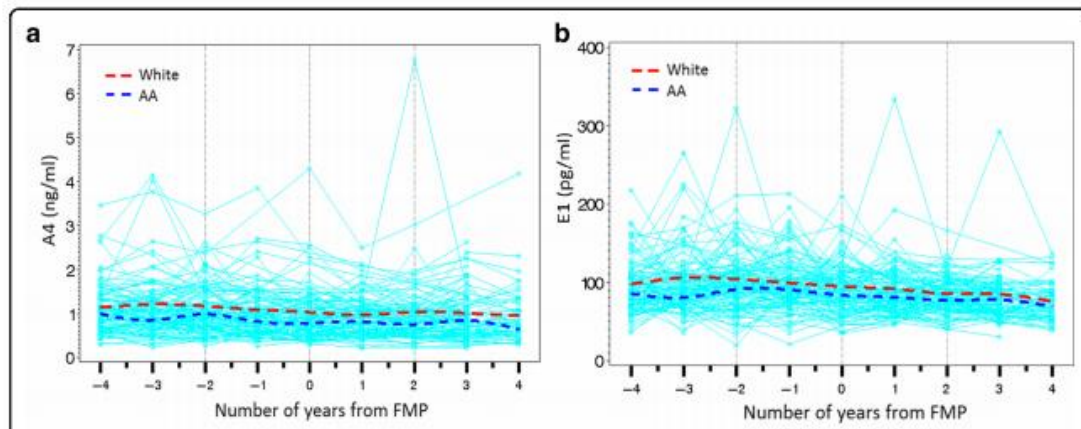 a
7
6
5
4
3
2
1
0
A4 (ng/ml)
White
AA
−4 −3 −2 −1 0 1 2 3 4
Number of years from FMP
b
400
300
200
100
0
E1 (pg/ml)
White
AA
−4 −3 −2 −1 0 1 2 3 4
Number of years from FMP